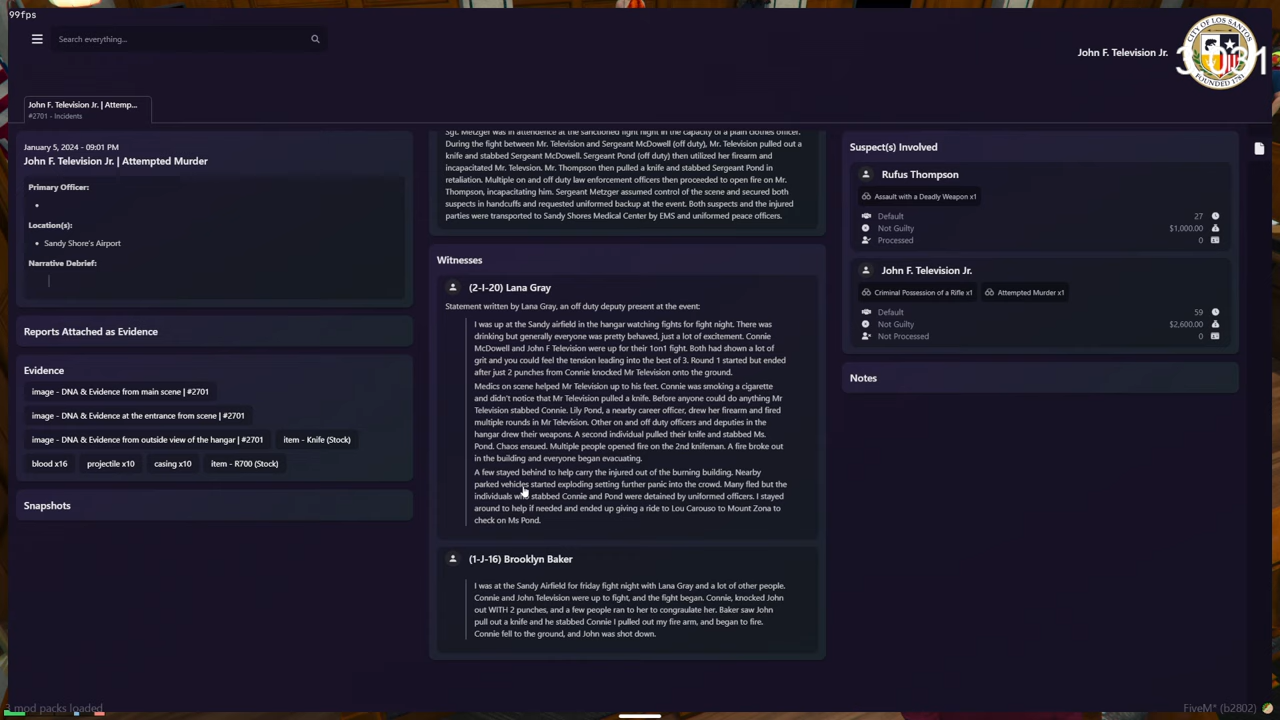 99fps
Search everything...
John F. Television Jr.
CITY OF LOS SANTOS
FOUNDED 1781
John F. Television Jr. | Attemp...
#2701 - Incidents
January 5, 2024 - 09:01 PM
John F. Television Jr. | Attempted Murder
Primary Officer:
Location(s):
Sandy Shore's Airport
Narrative Debrief:
Reports Attached as Evidence
Evidence
image - DNA & Evidence from main scene | #2701
image - DNA & Evidence at the entrance from scene | #2701
image - DNA & Evidence from outside view of the hangar | #2701
item - Knife (Stock)
blood x16
projectile x10
casing x10
item - R700 (Stock)
Snapshots
Sgt. Metzger was in attendence at the sanctioned fight night in the capacity of a plain clothes officer.
During the fight between Mr. Television and Sergeant McDowell (off duty), Mr. Television pulled out a
knife and stabbed Sergeant McDowell. Sergeant Pond (off duty) then utilized her firearm and
incapacitated Mr. Televison. Mr. Thompson then pulled a knife and stabbed Sergeant Pond in
retaliation. Multiple on and off duty law enforcement officers then proceeded to open fire on Mr.
Thompson, incapacitating him. Sergeant Metzger assumed control of the scene and secured both
suspects in handcuffs and requested uniformed backup at the event. Both suspects and the injured
parties were transported to Sandy Shores Medical Center by EMS and uniformed peace officers.
Witnesses
(2-I-20) Lana Gray
Statement written by Lana Gray, an off duty deputy present at the event:
I was up at the Sandy airfield in the hangar watching fights for fight night. There was
drinking but generally everyone was pretty behaved, just a lot of excitement. Connie
McDowell and John F Television were up for their 1on1 fight. Both had shown a lot of
grit and you could feel the tension leading into the best of 3. Round 1 started but ended
after just 2 punches from Connie knocked Mr Television onto the ground.
Medics on scene helped Mr Television up to his feet. Connie was smoking a cigarette
and didn't notice that Mr Television pulled a knife. Before anyone could do anything Mr
Television stabbed Connie. Lily Pond, a nearby career officer, drew her firearm and fired
multiple rounds in Mr Television. Other on and off duty officers and deputies in the
hangar drew their weapons. A second individual pulled their knife and stabbed Ms.
Pond. Chaos ensued. Multiple people opened fire on the 2nd knifeman. A fire broke out
in the building and everyone began evacuating.
A few stayed behind to help carry the injured out of the burning building. Nearby
parked vehicles started exploding setting further panic into the crowd. Many fled but the
individuals who stabbed Connie and Pond were detained by uniformed officers. I stayed
around to help if needed and ended up giving a ride to Lou Carouso to Mount Zona to
check on Ms Pond.
(1-J-16) Brooklyn Baker
I was at the Sandy Airfield for friday fight night with Lana Gray and a lot of other people.
Connie and John Television were up to fight, and the fight began. Connie, knocked John
out WITH 2 punches, and a few people ran to her to congraulate her. Baker saw John
pull out a knife and he stabbed Connie I pulled out my fire arm, and began to fire.
Connie fell to the ground, and John was shot down.
Suspect(s) Involved
Rufus Thompson
Assault with a Deadly Weapon x1
Default 27
Not Guilty $1,000.00
Processed 0
John F. Television Jr.
Criminal Possession of a Rifle x1
Attempted Murder x1
Default 59
Not Guilty $2,600.00
Not Processed 0
Notes
3 mod packs loaded
FiveM* (b2802)